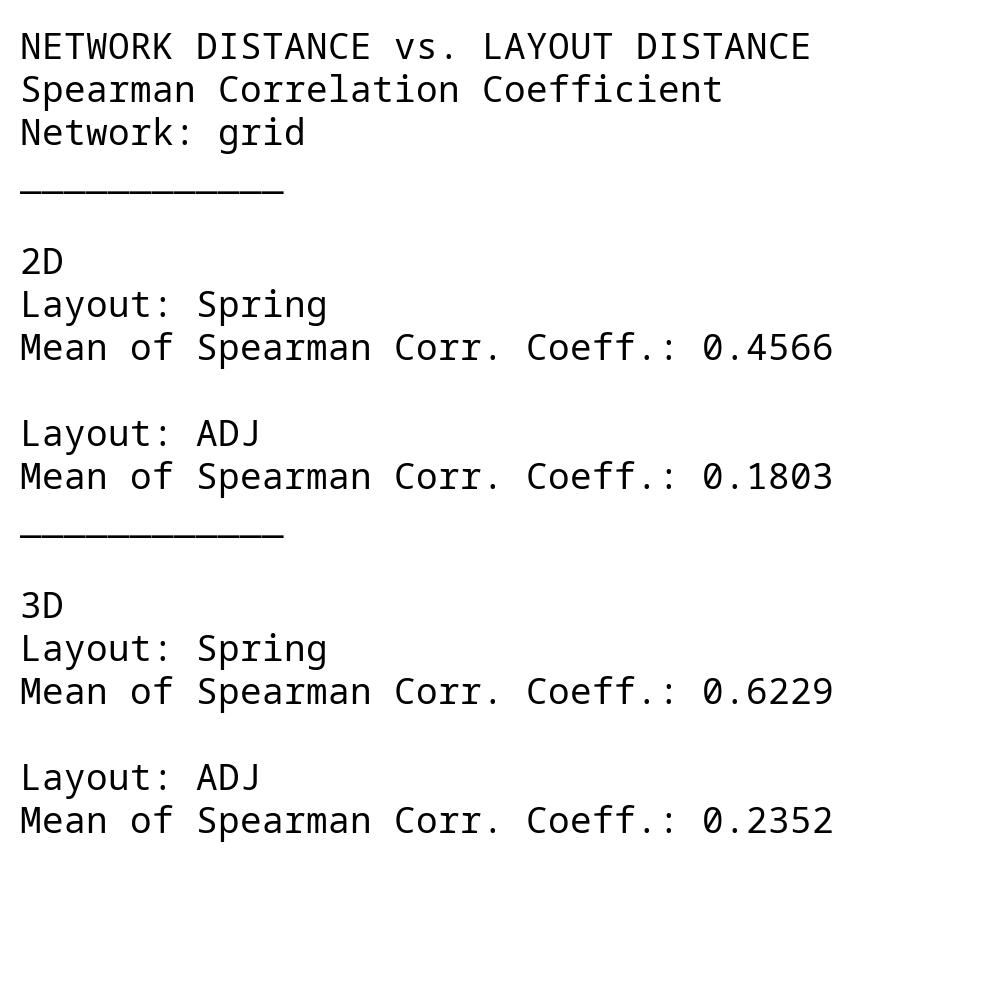 NETWORK DISTANCE vs. LAYOUT DISTANCE
Spearman Correlation Coefficient
Network: grid
____________
2D
Layout: Spring
Mean of Spearman Corr. Coeff.: 0.4566
Layout: ADJ
Mean of Spearman Corr. Coeff.: 0.1803
____________
3D
Layout: Spring
Mean of Spearman Corr. Coeff.: 0.6229
Layout: ADJ
Mean of Spearman Corr. Coeff.: 0.2352